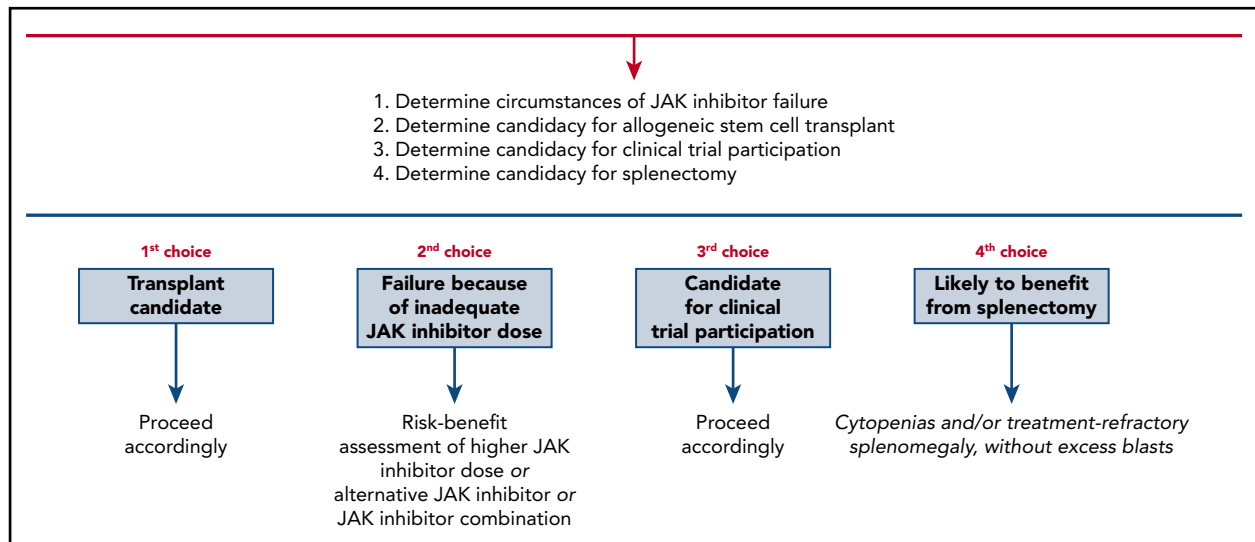 1. Determine circumstances of JAK inhibitor failure
2. Determine candidacy for allogeneic stem cell transplant
3. Determine candidacy for clinical trial participation
4. Determine candidacy for splenectomy
1st choice
Transplant
candidate
Proceed
accordingly
2nd choice
Failure because
of inadequate
JAK inhibitor dose
Risk-benefit
assessment of higher JAK
inhibitor dose or
alternative JAK inhibitor or
JAK inhibitor combination
3rd choice
Candidate
for clinical
trial participation
Proceed
accordingly
4th choice
Likely to benefit
from splenectomy
Cytopenias and/or treatment-refractory
splenomegaly, without excess blasts